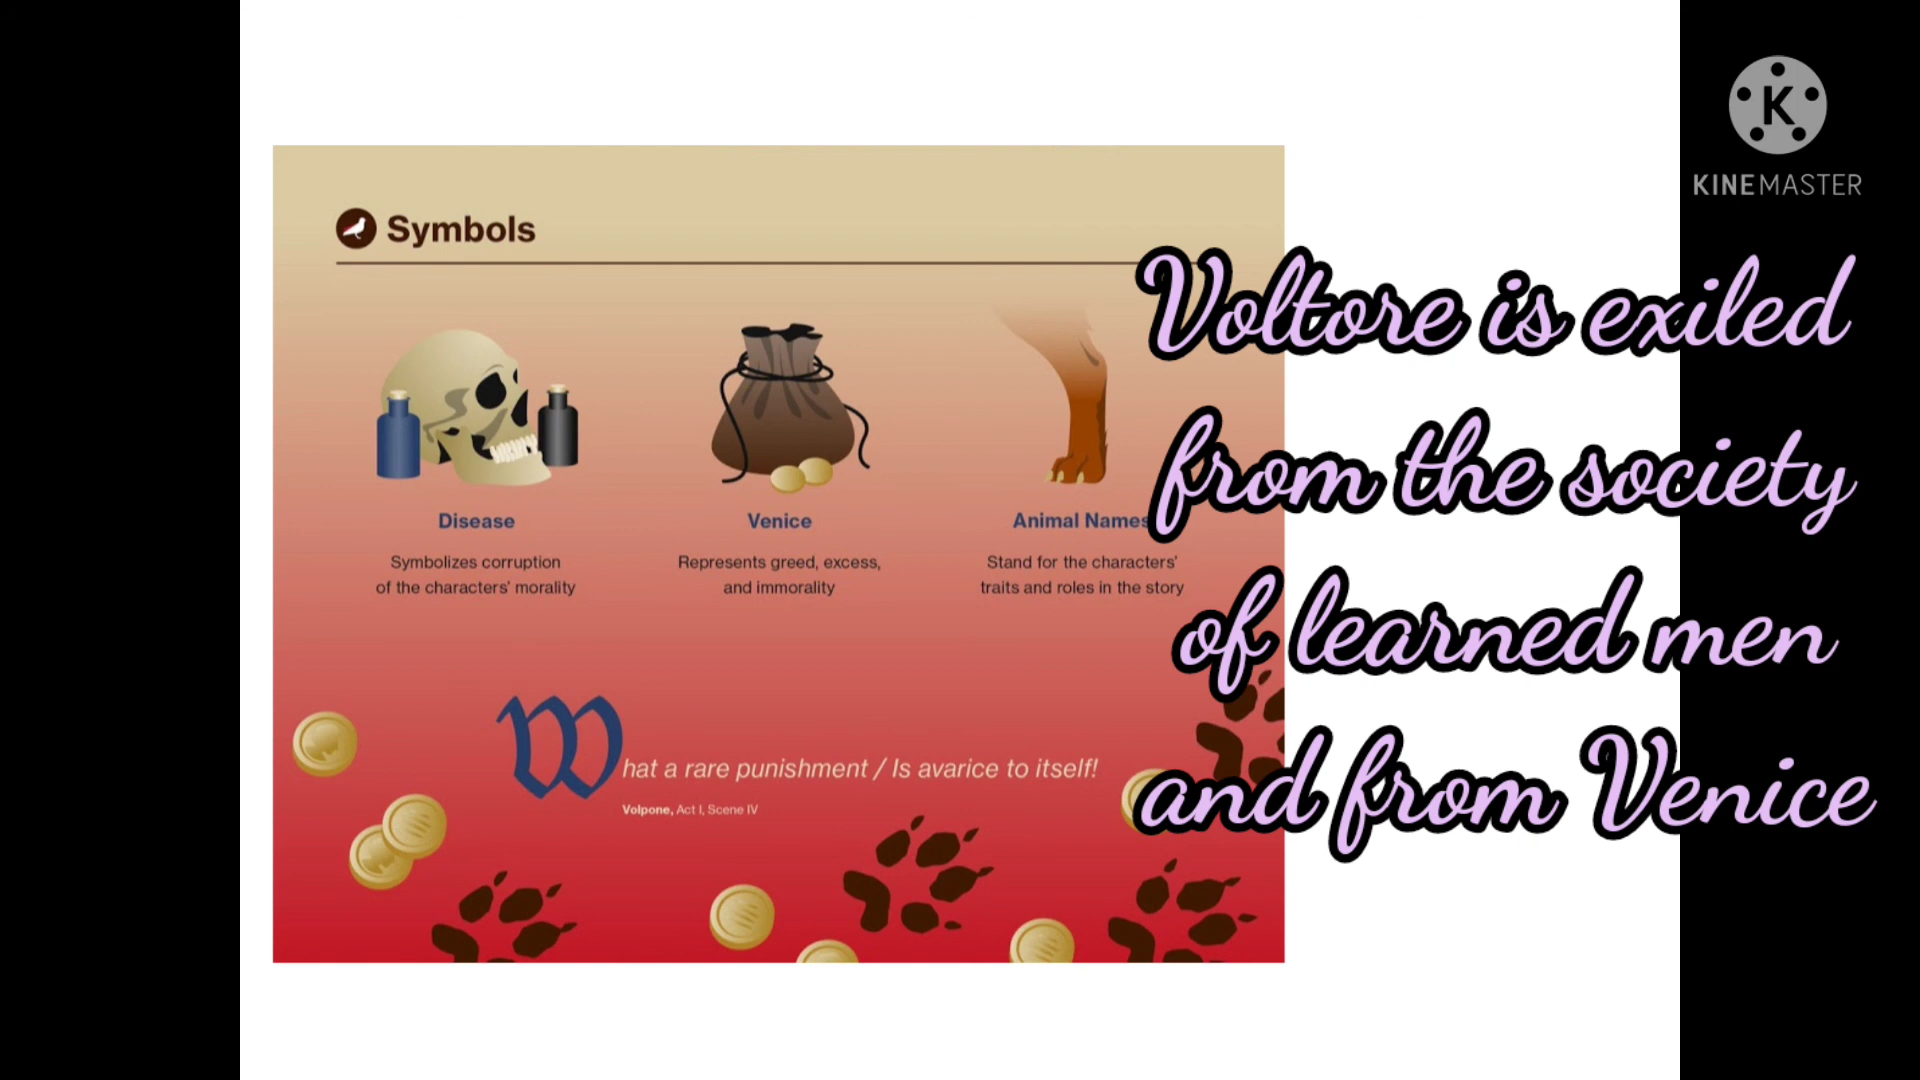 KINEMASTER
Symbols
Voltore is exiled
from the society
of learned men
and from Venice
Disease
Symbolizes corruption
of the characters' morality
Venice
Represents greed, excess,
and immorality
Animal Names
Stand for the characters'
traits and roles in the story
What a rare punishment / Is avarice to itself!
Volpone, Act I, Scene IV